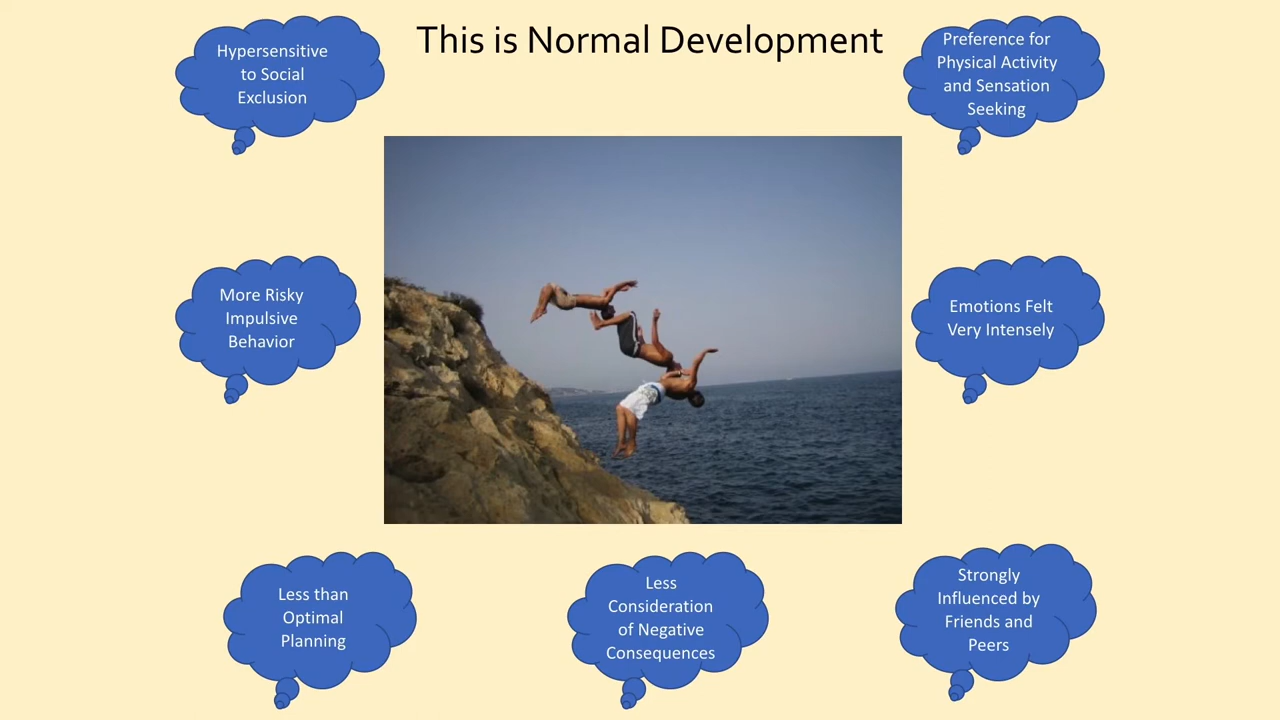 This is Normal Development
Hypersensitive
to Social
Exclusion
Preference for
Physical Activity
and Sensation
Seeking
More Risky
Impulsive
Behavior
Emotions Felt
Very Intensely
Less than
Optimal
Planning
Less
Consideration
of Negative
Consequences
Strongly
Influenced by
Friends and
Peers